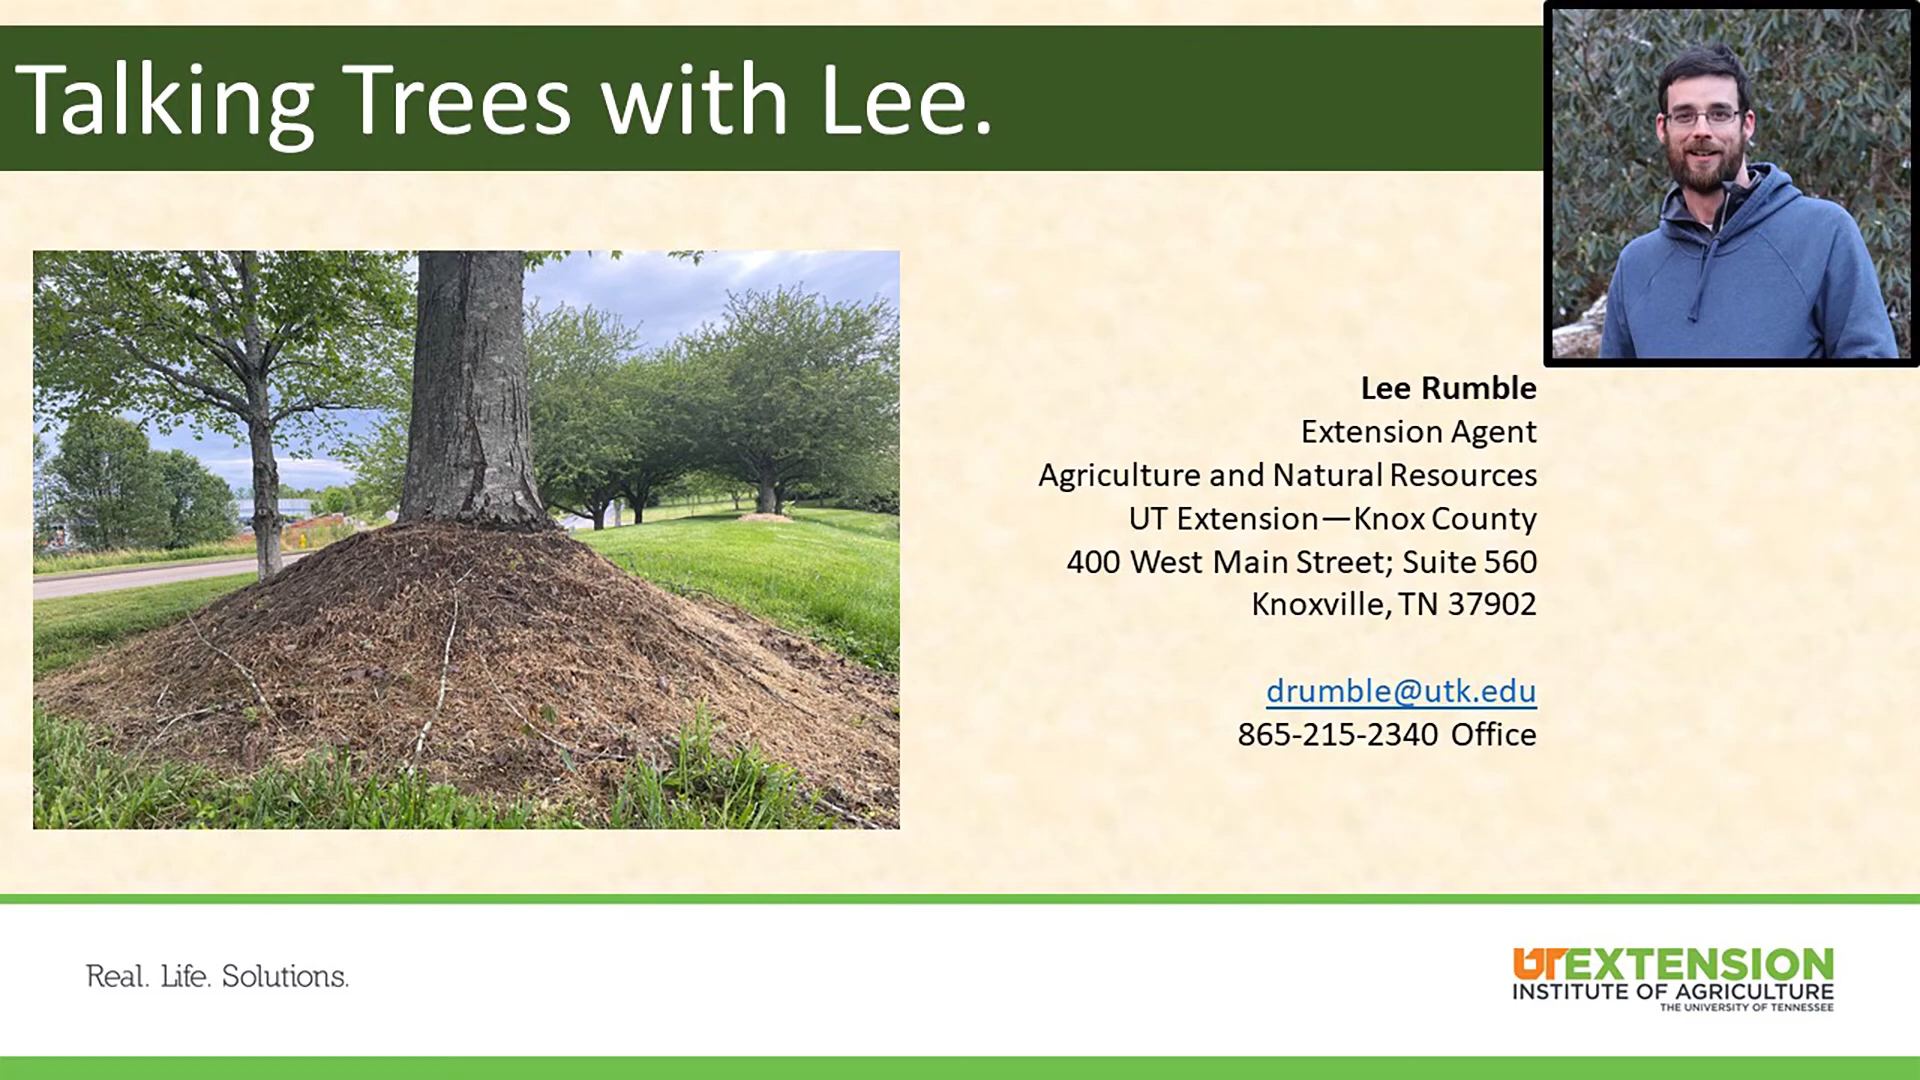 Talking Trees with Lee.
Lee Rumble
Extension Agent
Agriculture and Natural Resources
UT Extension—Knox County
400 West Main Street; Suite 560
Knoxville, TN 37902
drumble@utk.edu
865-215-2340 Office
Real. Life. Solutions.
UT EXTENSION
INSTITUTE OF AGRICULTURE
THE UNIVERSITY OF TENNESSEE